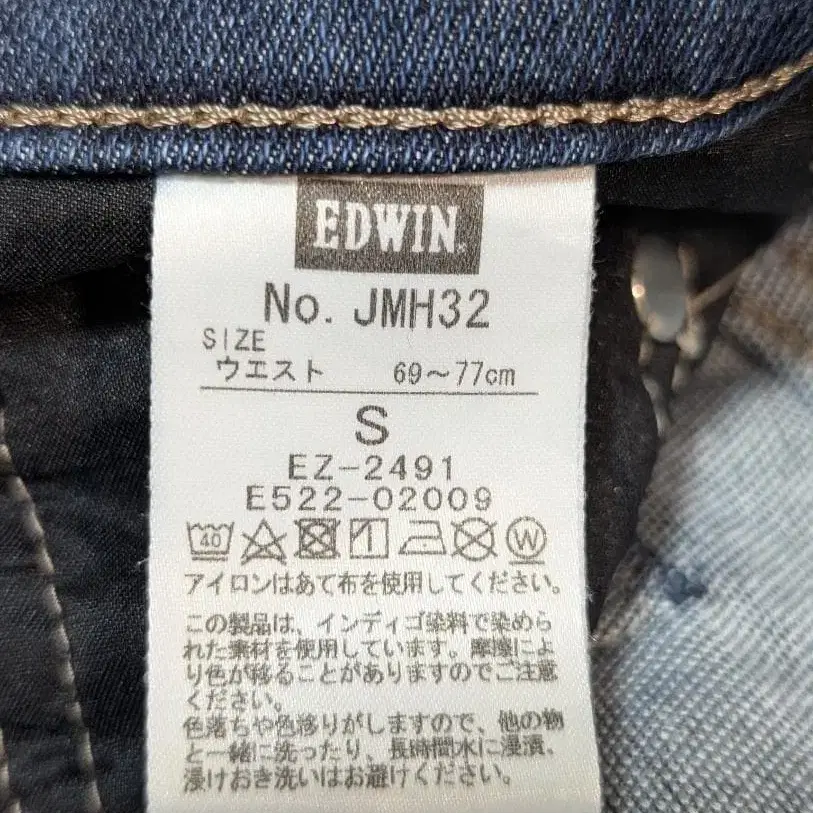 EDWIN
No. JMH32
SIZE
ウエスト 69～77cm
S
EZ-2491
E522-02009
40 W
アイロンはあて布を使用してください。
この製品は、インディゴ染料で染めら
れた素材を使用しています。摩擦によ
り色が移ることがありますのでご注意
ください。
色落ちや色移りがしますので、他の物
と一緒に洗ったり、長時間水に浸漬、
浸けおき洗いはお避けください。